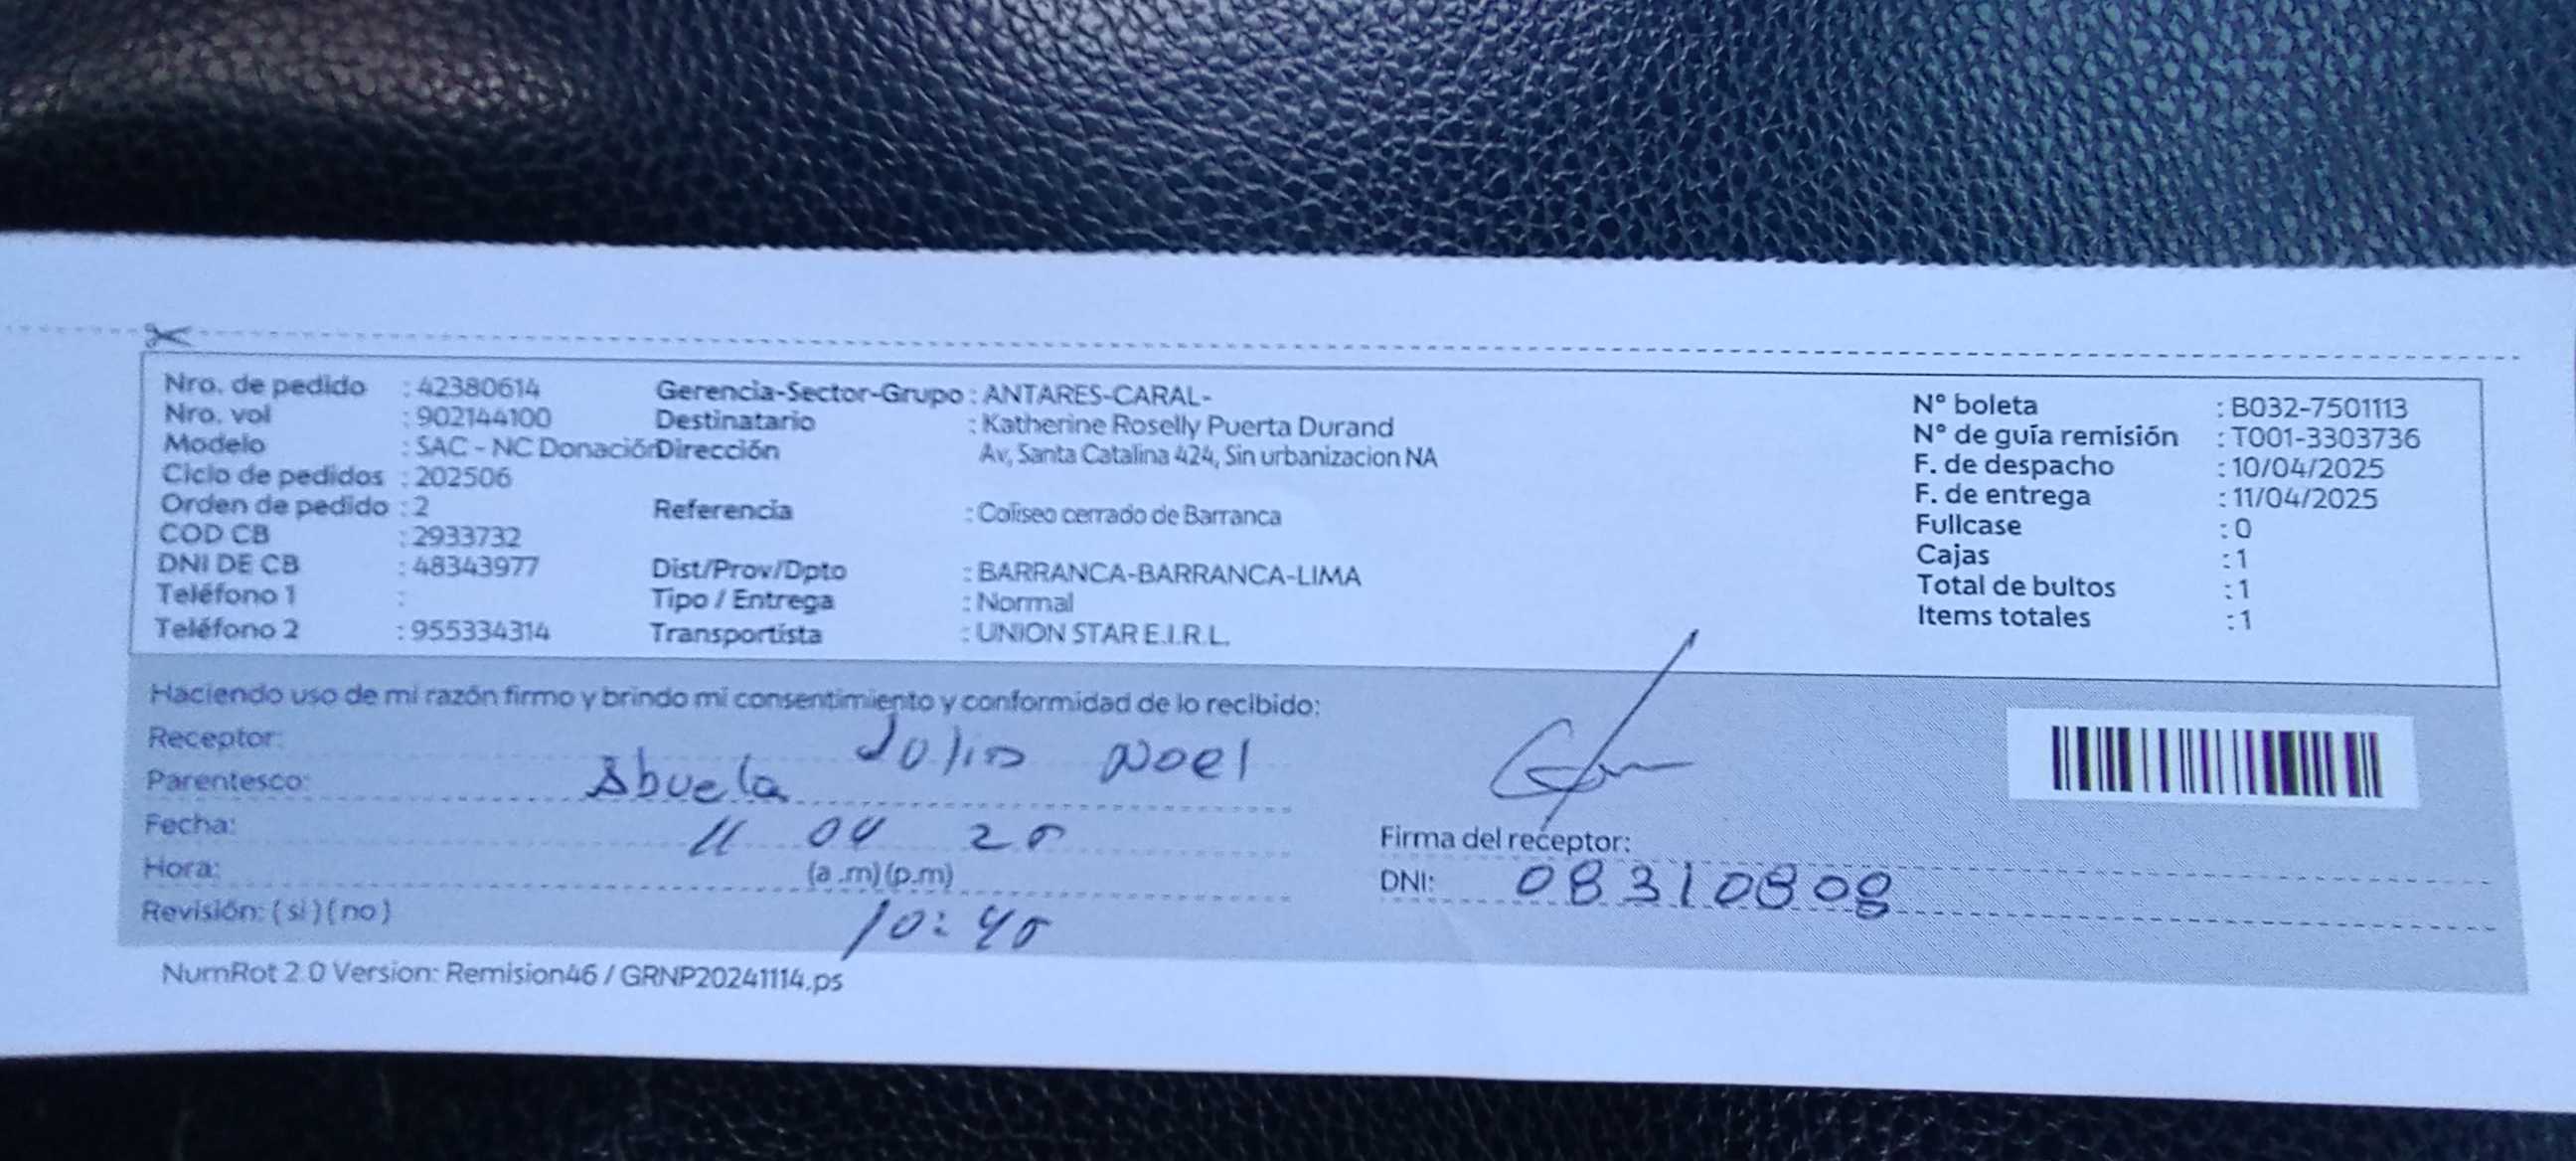 Nro. de pedido : 42380614
Nro. vol : 902144100
Modelo : SAC - NC Donación
Ciclo de pedidos : 202506
Orden de pedido : 2
COD CB : 2933732
DNI DE CB : 48343977
Teléfono 1 :
Teléfono 2 : 955334314
Gerencia-Sector-Grupo : ANTARES-CARAL-
Destinatario : Katherine Roselly Puerta Durand
Dirección Av, Santa Catalina 424, Sin urbanizacion NA
Referencia : Coliseo cerrado de Barranca
Dist/Prov/Dpto : BARRANCA-BARRANCA-LIMA
Tipo / Entrega : Normal
Transportista : UNION STAR E.I.R.L.
N° boleta : B032-7501113
N° de guía remisión : T001-3303736
F. de despacho : 10/04/2025
F. de entrega : 11/04/2025
Fullcase : 0
Cajas : 1
Total de bultos : 1
Items totales : 1
Haciendo uso de mi razón firmo y brindo mi consentimiento y conformidad de lo recibido:
Receptor: Julio Noel
Parentesco: Abuela
Fecha: 11 04 25
Hora: (a .m) (p.m)
Revisión: ( si ) ( no ) 10:45
Firma del receptor:
DNI: 08310808
NumRot 2.0 Version: Remision46 / GRNP20241114.ps